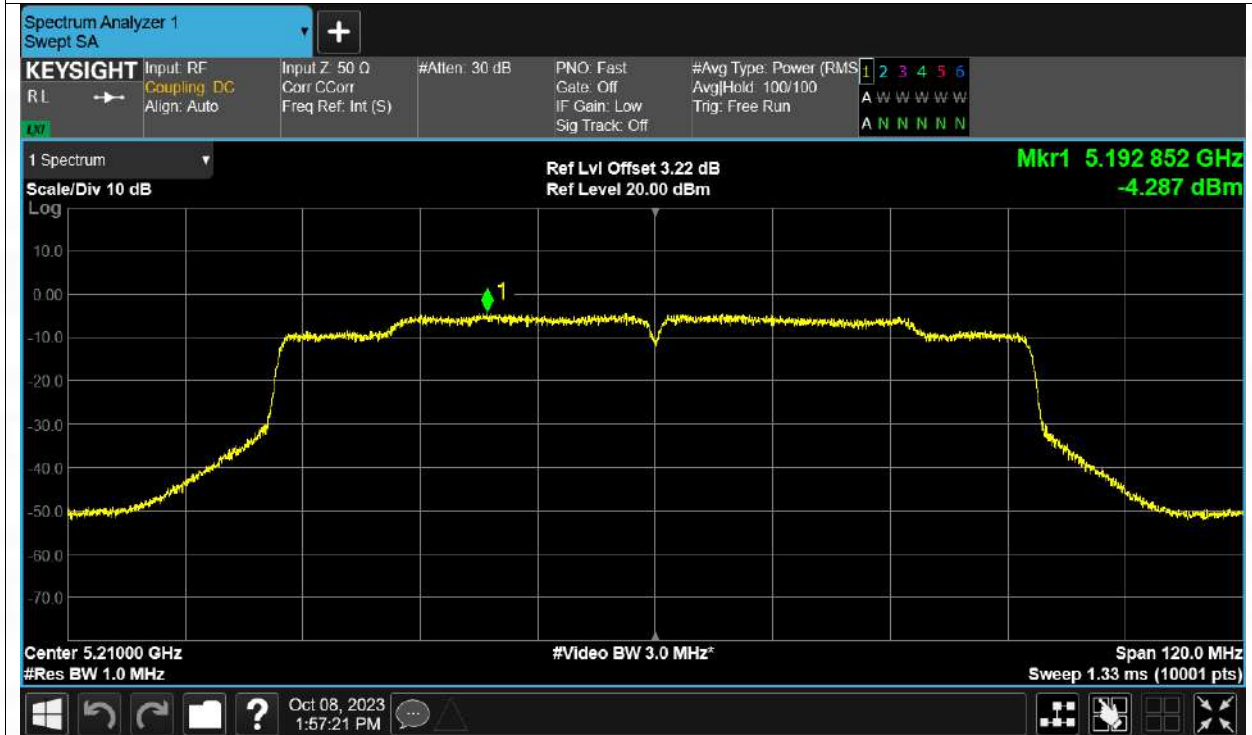 Spectrum Analyzer 1
Swept SA
+
KEYSIGHT
RL
LXI
Input: RF
Coupling: DC
Align: Auto
Input Z: 50 Ω
Corr CCorr
Freq Ref: Int (S)
#Atten: 30 dB
PNO: Fast
Gate: Off
IF Gain: Low
Sig Track: Off
#Avg Type: Power (RMS
Avg|Hold: 100/100
Trig: Free Run
1 2 3 4 5 6
A W W W W W
A N N N N N
1 Spectrum
Scale/Div 10 dB
Log
Ref Lvl Offset 3.22 dB
Ref Level 20.00 dBm
Mkr1 5.192 852 GHz
-4.287 dBm
10.0
0.00
1
-10.0
-20.0
-30.0
-40.0
-50.0
-60.0
-70.0
Center 5.21000 GHz
#Res BW 1.0 MHz
#Video BW 3.0 MHz*
Span 120.0 MHz
Sweep 1.33 ms (10001 pts)
?
Oct 08, 2023
1:57:21 PM